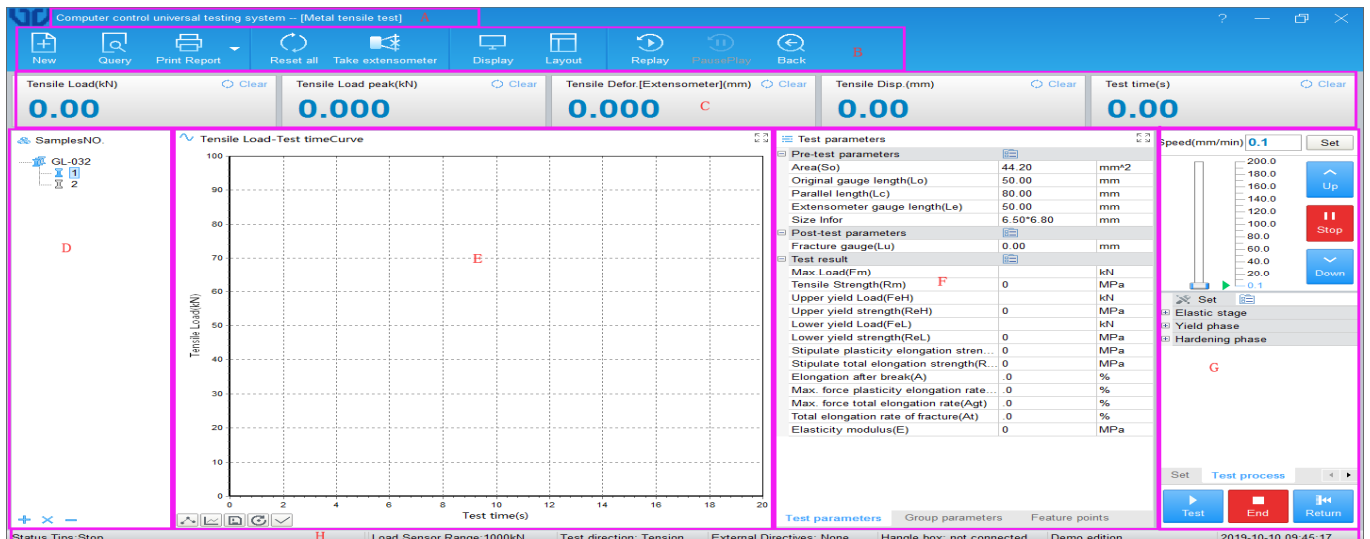 Computer control universal testing system -- [Metal tensile test] A
New Query Print Report Reset all Take extensometer Display Layout Replay PausePlay Back B
Tensile Load(kN) Clear Tensile Load peak(kN) Clear Tensile Defor.[Extensometer](mm) Clear Tensile Disp.(mm) Clear Test time(s) Clear
0.00 0.000 0.000 C 0.00 0.00
SamplesNO.
GL-032
1
2
D
Tensile Load-Test timeCurve
100
90
80
70
60
50
40
30
20
10
0
Tensile Load(kN)
E
0 2 4 6 8 10 12 14 16 18 20
Test time(s)
Test parameters
Pre-test parameters
Area(So) 44.20 mm^2
Original gauge length(Lo) 50.00 mm
Parallel length(Lc) 80.00 mm
Extensometer gauge length(Le) 50.00 mm
Size Infor 6.50*6.80 mm
Post-test parameters
Fracture gauge(Lu) 0.00 mm
Test result
Max Load(Fm) kN
Tensile Strength(Rm) F 0 MPa
Upper yield Load(FeH) kN
Upper yield strength(ReH) 0 MPa
Lower yield Load(FeL) kN
Lower yield strength(ReL) 0 MPa
Stipulate plasticity elongation stren... 0 MPa
Stipulate total elongation strength(R... 0 MPa
Elongation after break(A) .0 %
Max. force plasticity elongation rate... .0 %
Max. force total elongation rate(Agt) .0 %
Total elongation rate of fracture(At) .0 %
Elasticity modulus(E) 0 MPa
Test parameters Group parameters Feature points
Speed(mm/min) 0.1 Set
200.0
180.0
160.0
140.0
120.0
100.0
80.0
60.0
40.0
20.0
0.1
Up
Stop
Down
Set
Elastic stage
Yield phase
Hardening phase
G
Set Test process
Test End Return
Status Tips:Stop H Load Sensor Range:1000kN Test direction: Tension External Directives: None Hangle box: not connected Demo edition 2019-10-10 09:45:17